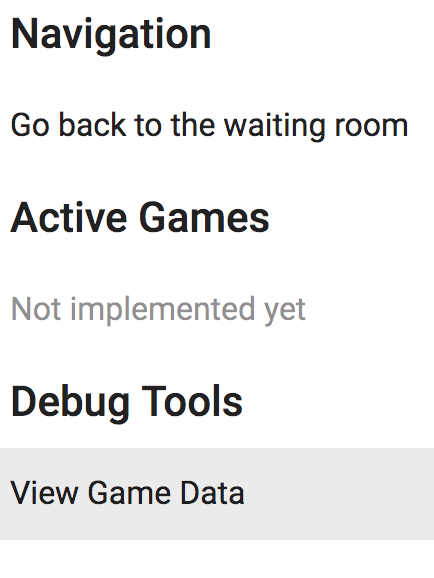 Navigation
Go back to the waiting room
Active Games
Not implemented yet
Debug Tools
View Game Data